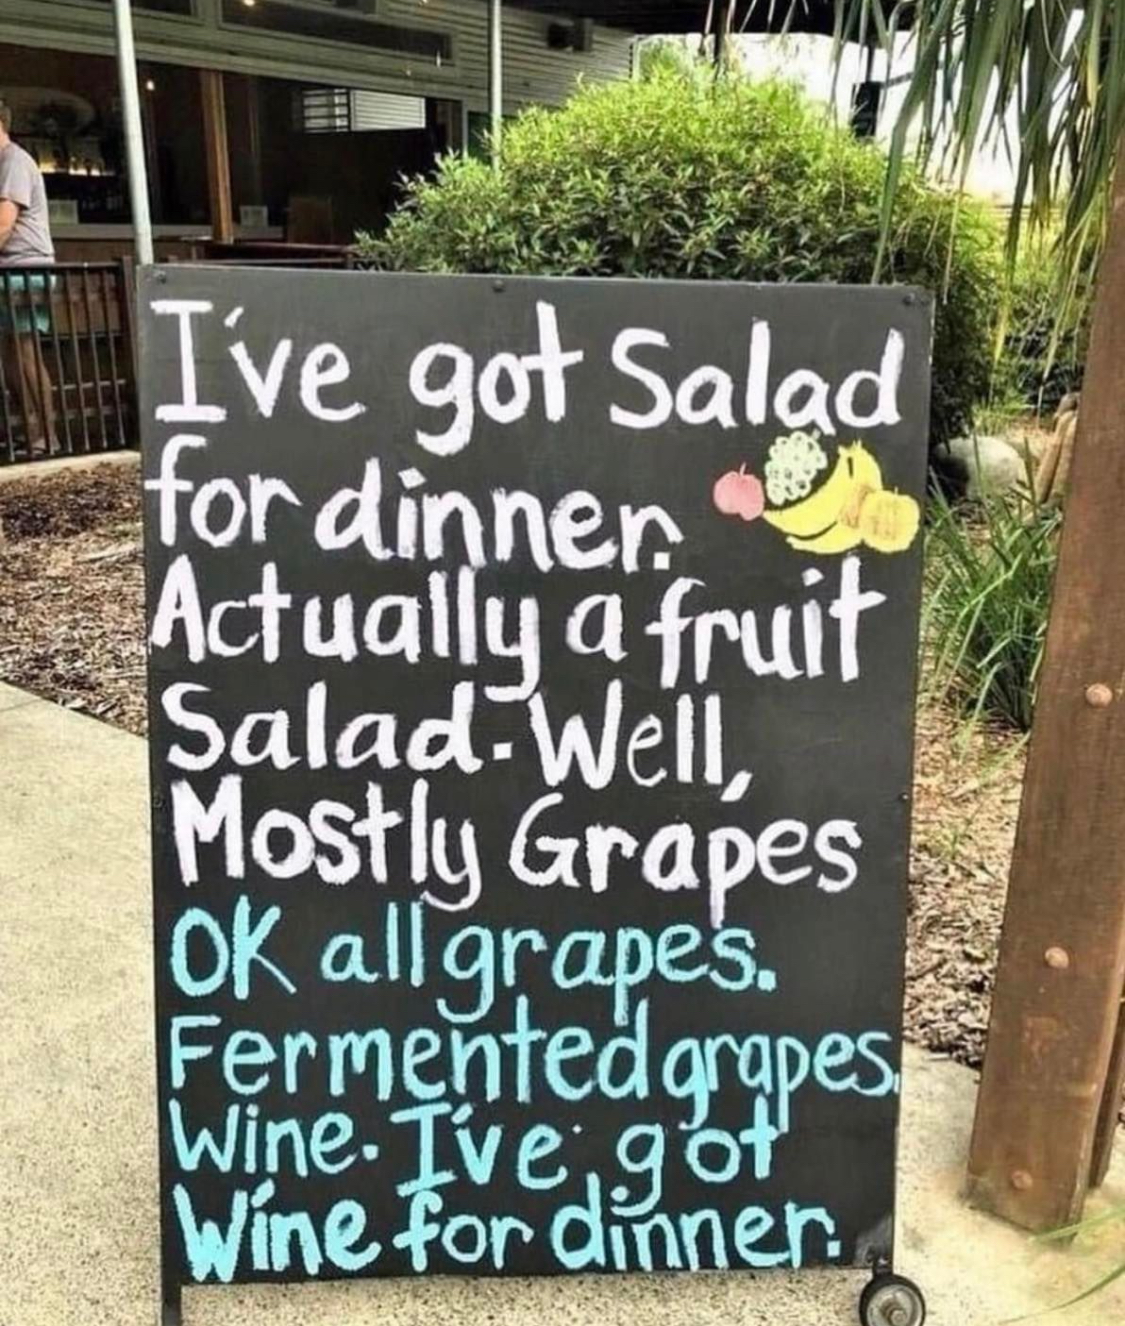 I've got Salad
for dinner.
Actually a fruit
Salad. Well,
Mostly Grapes
OK all grapes.
Fermented grapes.
Wine. I've got
Wine for dinner.